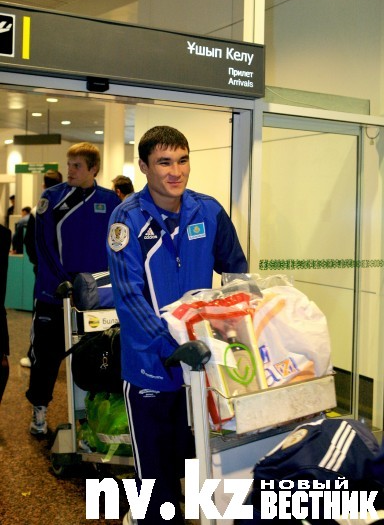 Ұшып Келу
Прилет
Arrivals
adidas
nv.kz
НОВЫЙ
ВЕСТНИК